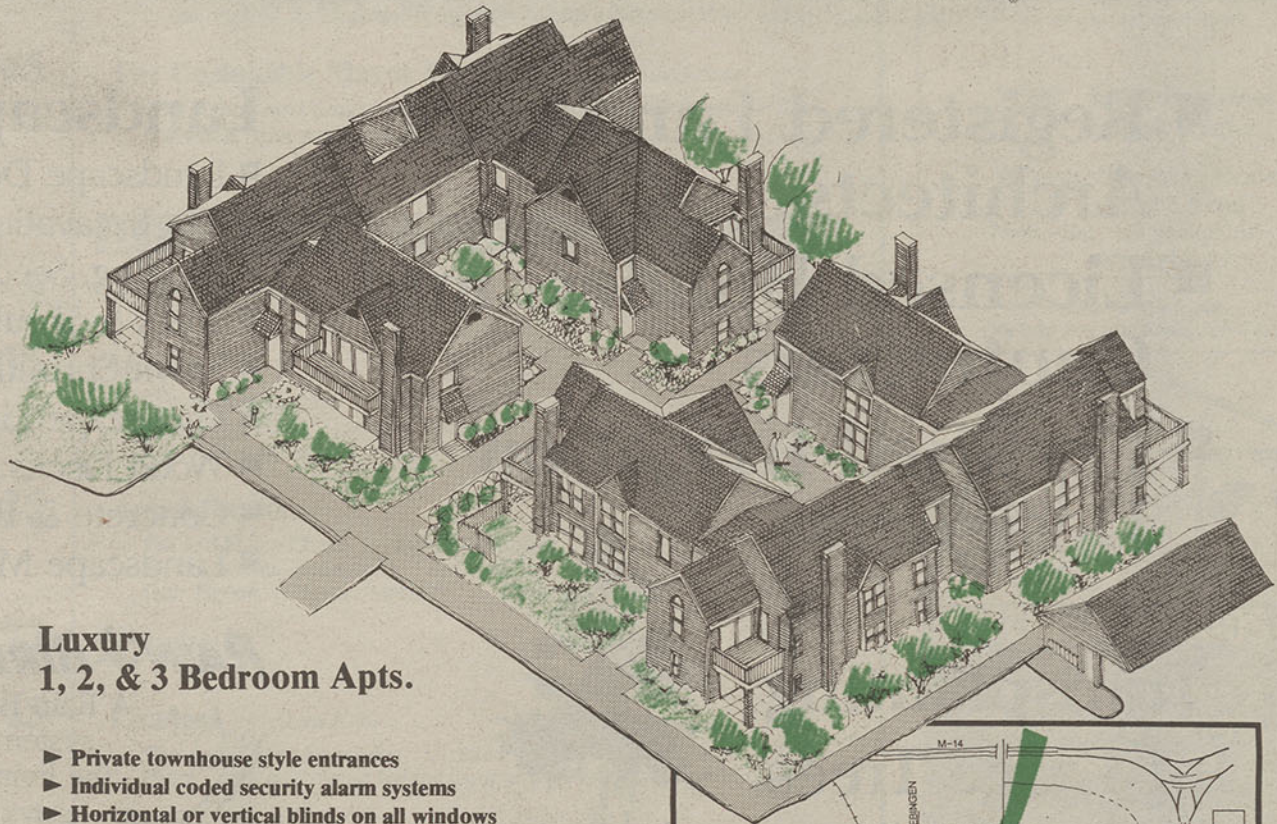 Luxury
1, 2, & 3 Bedroom Apts.
► Private townhouse style entrances
► Individual coded security alarm systems
► Horizontal or vertical blinds on all windows
M-14